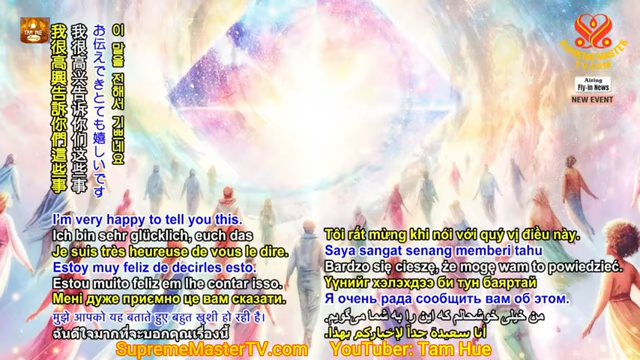 이 말을 전해서 기쁘네요
お伝えできとても嬉しいです
我很高兴告诉你们这些事
我很高興告訴你們這些事
SUPREME MASTER
TELEVISION
Airing
Fly-in News
NEW EVENT
I'm very happy to tell you this.
Ich bin sehr glücklich, euch das
Je suis très heureuse de vous le dire.
Estoy muy feliz de decirles esto.
Estou muito feliz em lhe contar isso.
Мені дуже приємно це вам сказати.
मुझे आपको यह बताते हुए बहुत खुशी हो रही है।
ฉันดีใจมากที่จะบอกคุณเรื่องนี้
Tôi rất mừng khi nói với quý vị điều này.
Saya sangat senang memberi tahu
Bardzo się cieszę, że mogę wam to powiedzieć.
Үүнийг хэлэхдээ би тун баяртай
Я очень рада сообщить вам об этом.
من خیلی خوشحالم که این را به شما می‌گویم.
أنا سعيدة جداً لإخباركم بهذا.
SupremeMasterTV.com
YouTuber: Tam Hue